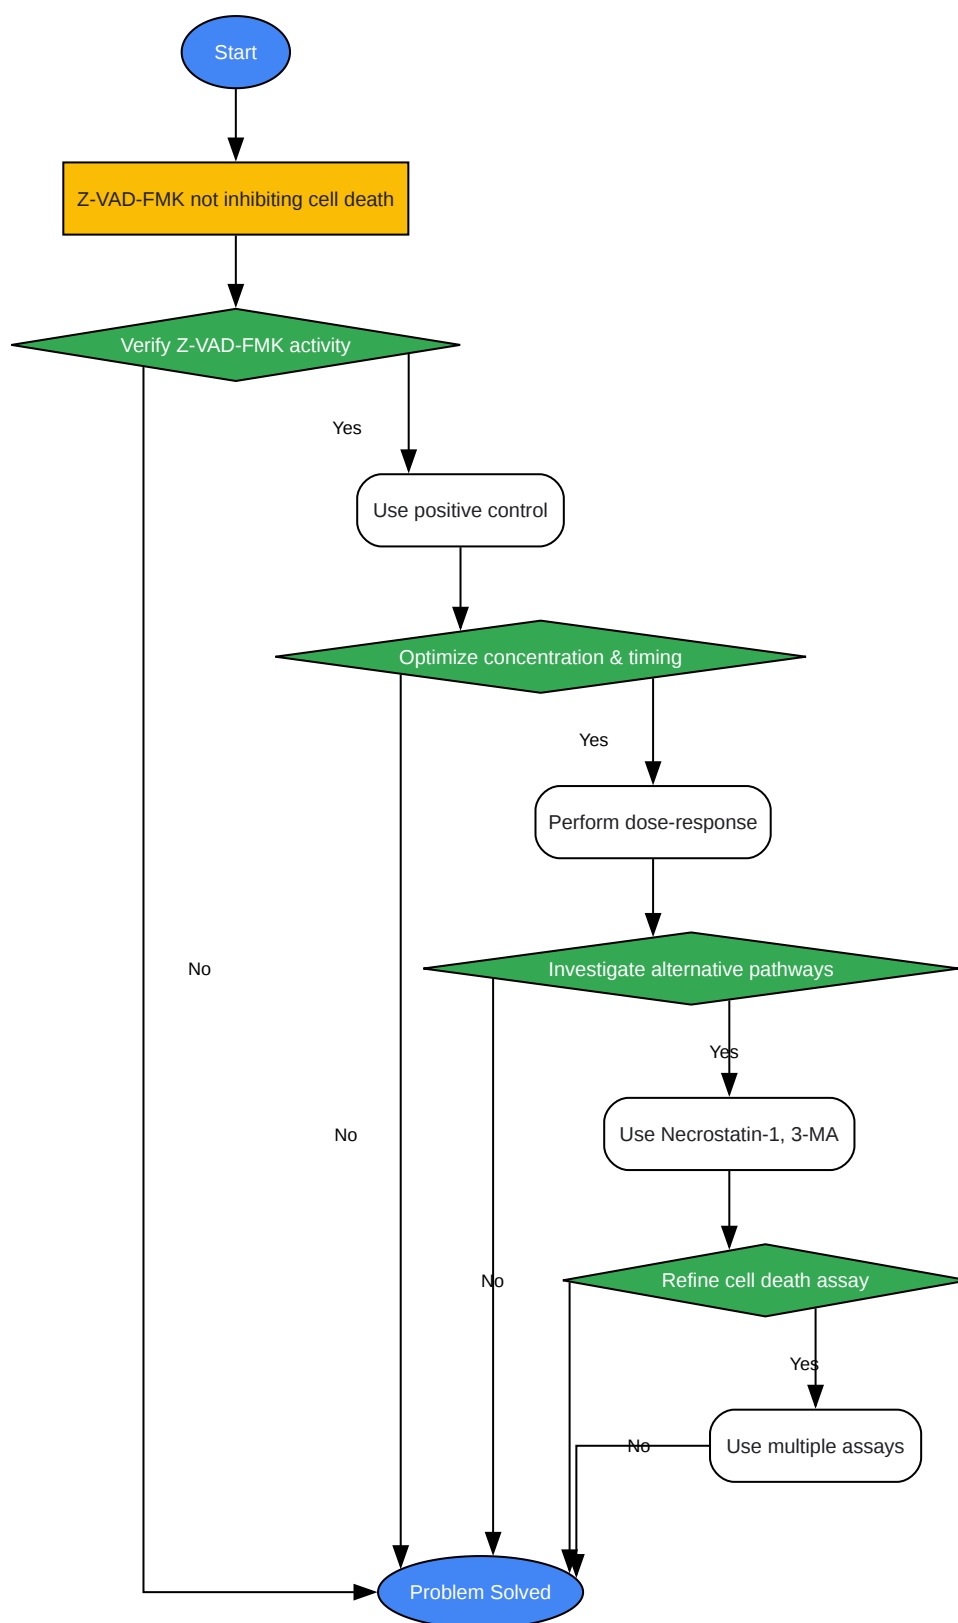 Start
Z-VAD-FMK not inhibiting cell death
Verify Z-VAD-FMK activity
Yes
Use positive control
Optimize concentration & timing
Yes
Perform dose-response
Investigate alternative pathways
No
Yes
Use Necrostatin-1, 3-MA
No
Refine cell death assay
No
Yes
Use multiple assays
No
Problem Solved